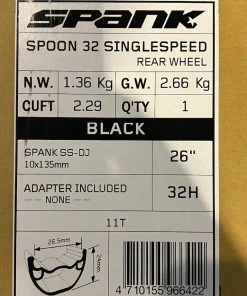 SPANK
SPOON 32 SINGLESPEED
REAR WHEEL
N.W. 1.36 Kg G.W. 2.66 Kg
CUFT 2.29 Q'TY 1
BLACK
SPANK SS-DJ 26"
10x135mm
ADAPTER INCLUDED 32H
-- NONE --
11T
26.5mm
24mm
4 710155 966422